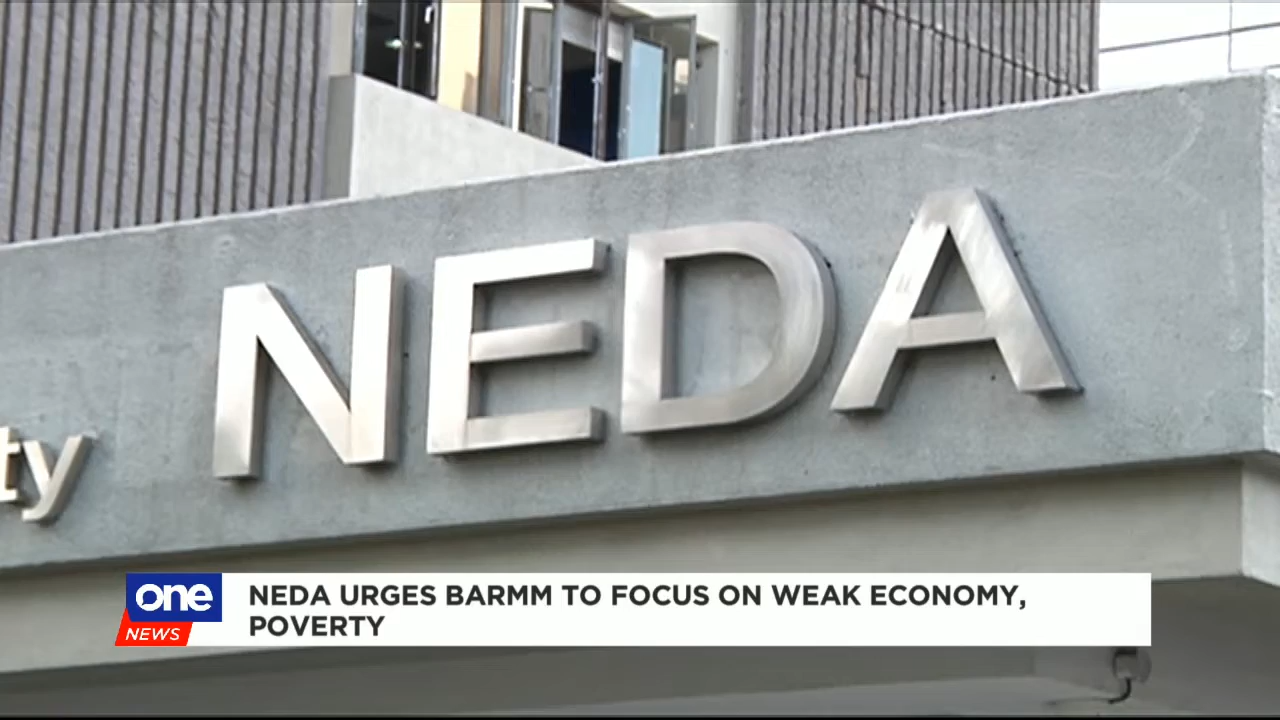 NEDA
ty
one
NEWS
NEDA URGES BARMM TO FOCUS ON WEAK ECONOMY,
POVERTY